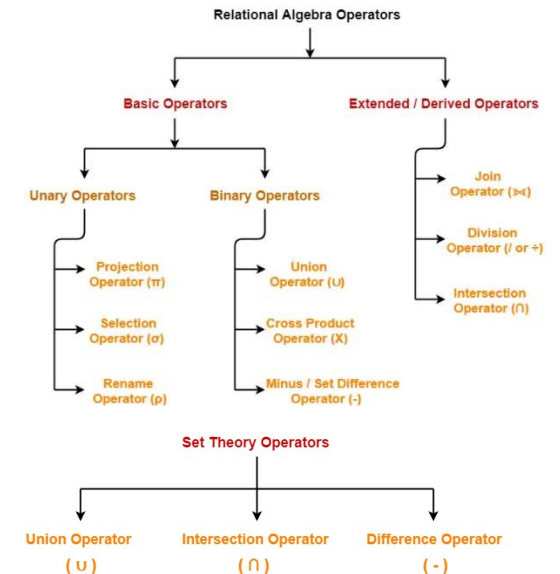 Relational Algebra Operators
Basic Operators
Extended / Derived Operators
Unary Operators
Binary Operators
Join
Operator (⋈)
Division
Operator (/ or ÷)
Intersection
Operator (∩)
Projection
Operator (π)
Selection
Operator (σ)
Rename
Operator (ρ)
Union
Operator (∪)
Cross Product
Operator (X)
Minus / Set Difference
Operator (-)
Set Theory Operators
Union Operator
( ∪ )
Intersection Operator
( ∩ )
Difference Operator
( - )